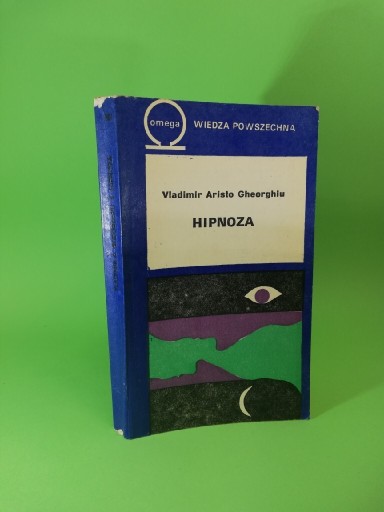 omega
WIEDZA POWSZECHNA
Vladimir Aristo Gheorghiu
HIPNOZA